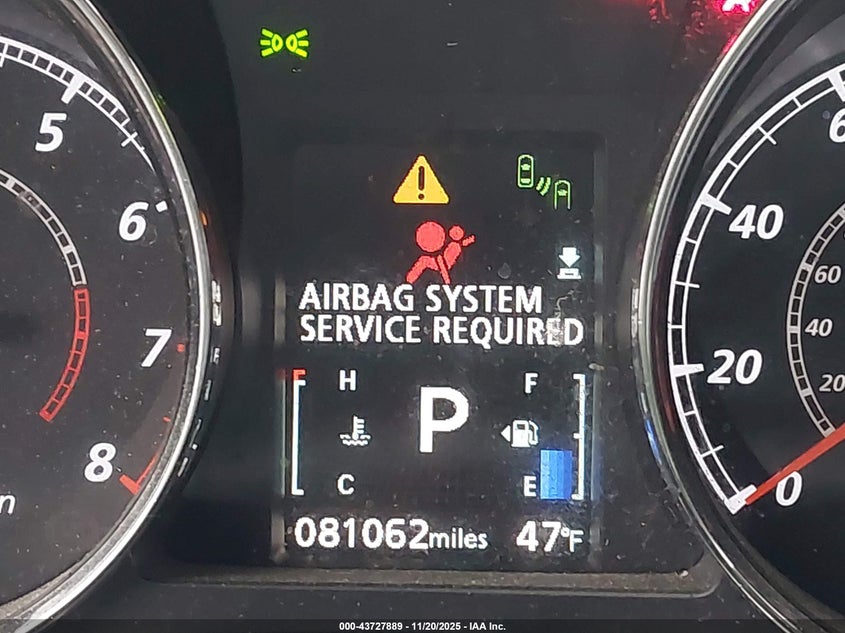 5
6
7
8
AIRBAG SYSTEM
SERVICE REQUIRED
H
F
P
C
E
081062miles
47°F
40
20
0
60
40
20
000-43727889 - 11/20/2025 - IAA Inc.